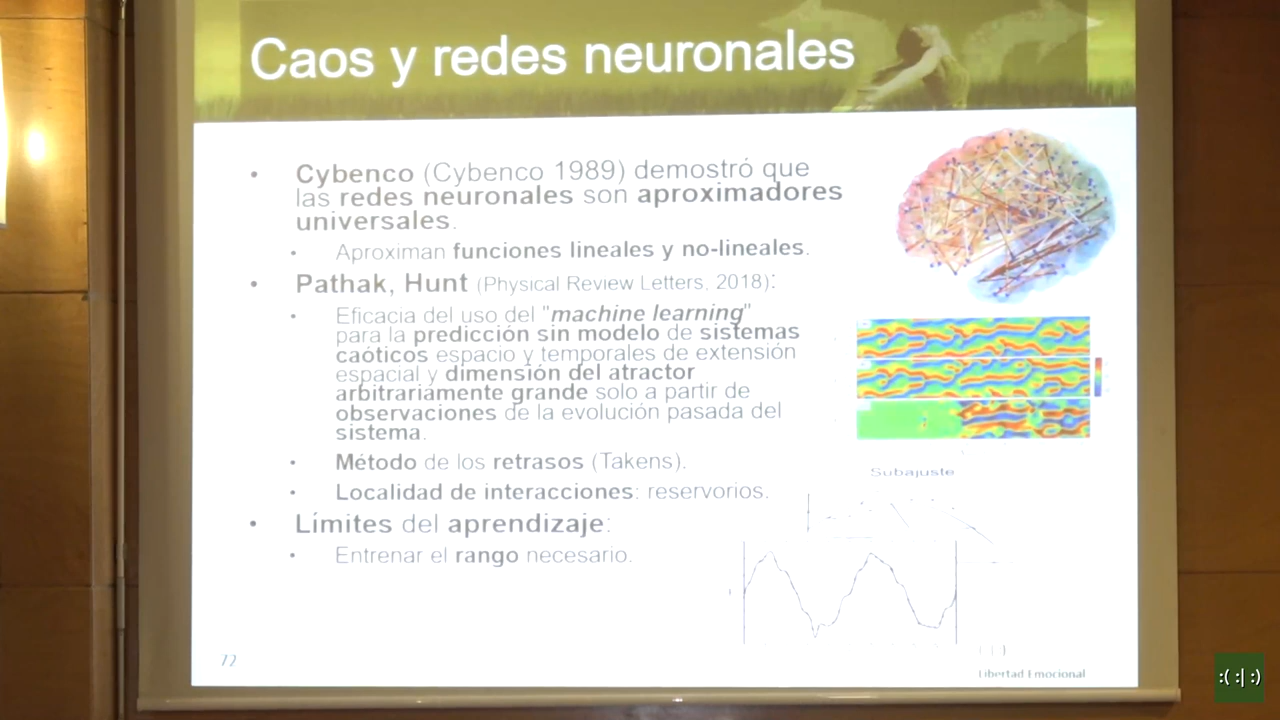 Caos y redes neuronales
• Cybenco (Cybenco 1989) demostró que
las redes neuronales son aproximadores
universales.
• Aproximan funciones lineales y no-lineales.
• Pathak, Hunt (Physical Review Letters, 2018):
• Eficacia del uso del "machine learning"
para la predicción sin modelo de sistemas
caóticos espacio y temporales de extensión
espacial y dimensión del atractor
arbitrariamente grande solo a partir de
observaciones de la evolución pasada del
sistema.
• Método de los retrasos (Takens).
• Localidad de interacciones: reservorios.
• Límites del aprendizaje:
• Entrenar el rango necesario.
Subajuste
72
Libertad Emocional
:( :| :)